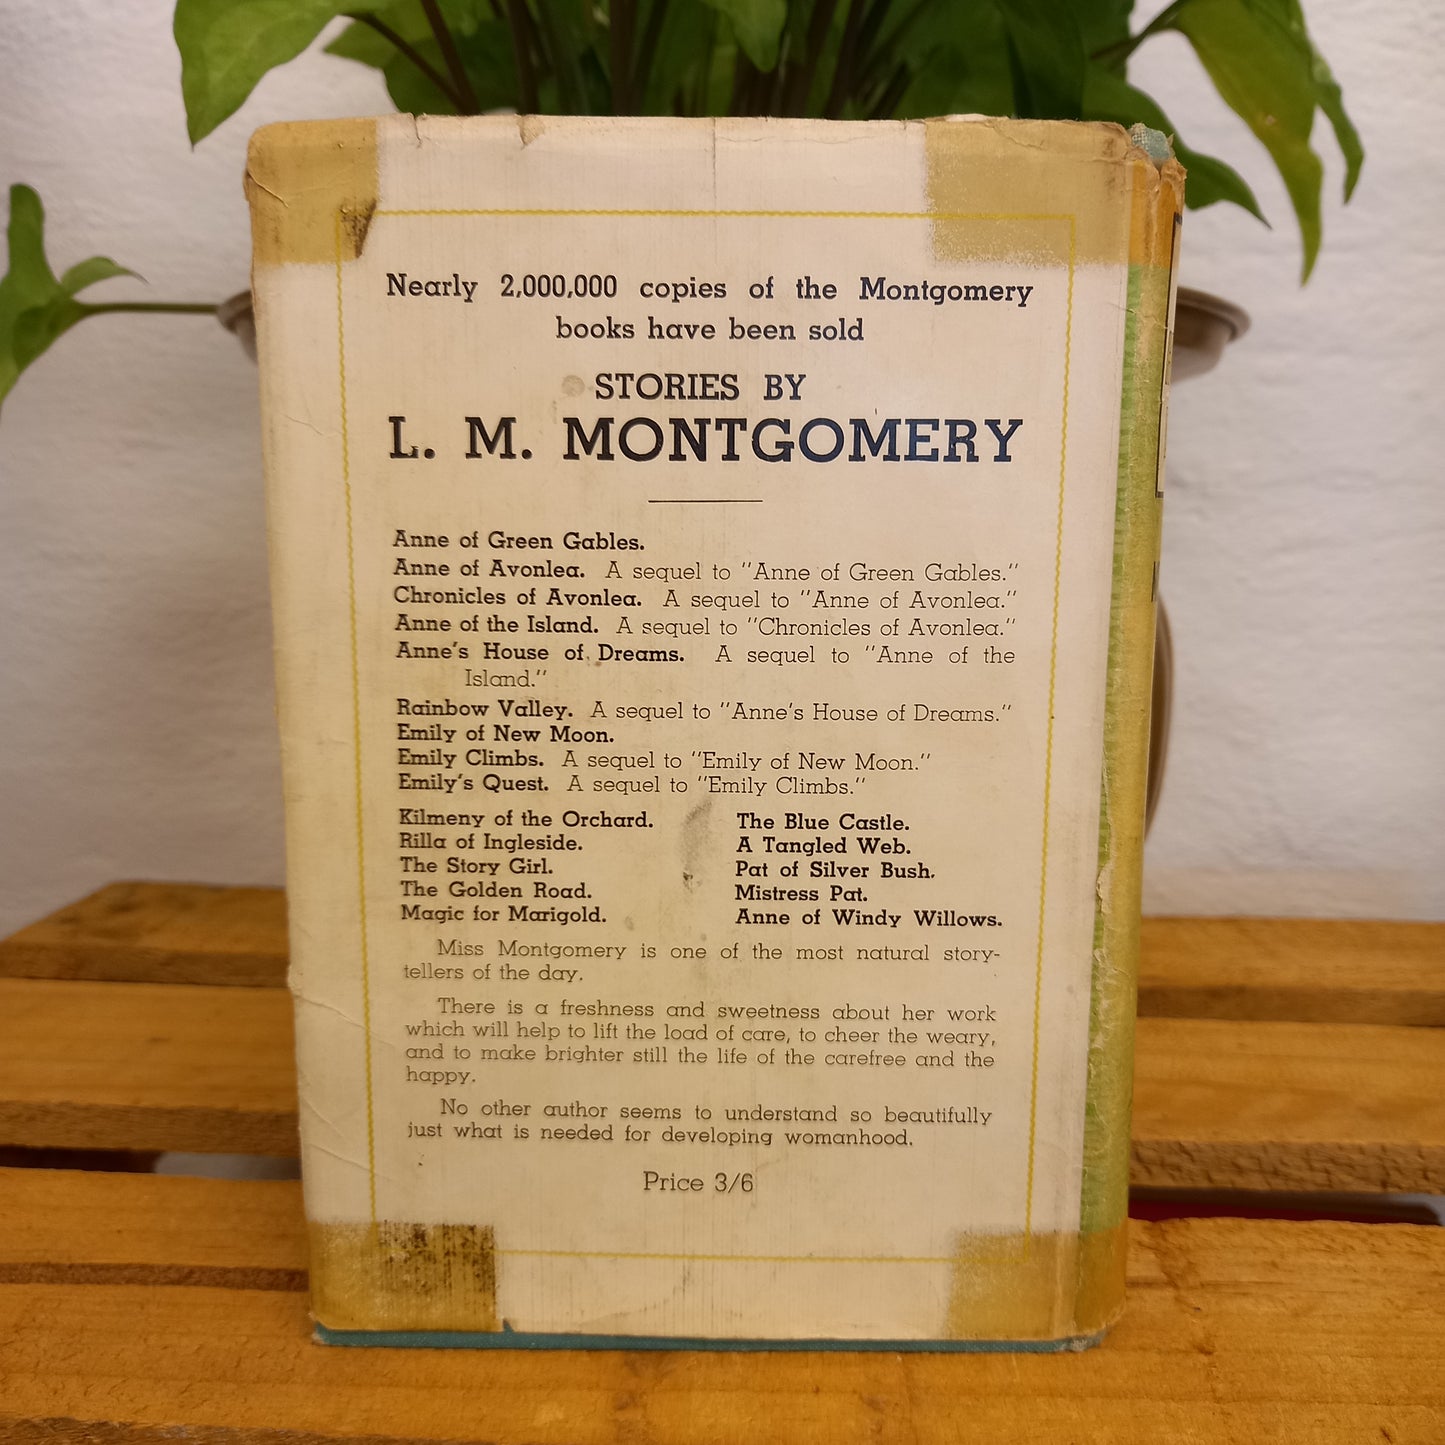 Nearly 2,000,000 copies of the Montgomery
books have been sold
STORIES BY
L. M. MONTGOMERY
Anne of Green Gables.
Anne of Avonlea. A sequel to "Anne of Green Gables."
Chronicles of Avonlea. A sequel to "Anne of Avonlea."
Anne of the Island. A sequel to "Chronicles of Avonlea."
Anne's House of Dreams. A sequel to "Anne of the
Island."
Rainbow Valley. A sequel to "Anne's House of Dreams."
Emily of New Moon.
Emily Climbs. A sequel to "Emily of New Moon."
Emily's Quest. A sequel to "Emily Climbs."
Kilmeny of the Orchard.
Rilla of Ingleside.
The Story Girl.
The Golden Road.
Magic for Marigold.
The Blue Castle.
A Tangled Web.
Pat of Silver Bush.
Mistress Pat.
Anne of Windy Willows.
Miss Montgomery is one of the most natural story-
tellers of the day.
There is a freshness and sweetness about her work
which will help to lift the load of care, to cheer the weary,
and to make brighter still the life of the carefree and the
happy.
No other author seems to understand so beautifully
just what is needed for developing womanhood.
Price 3/6